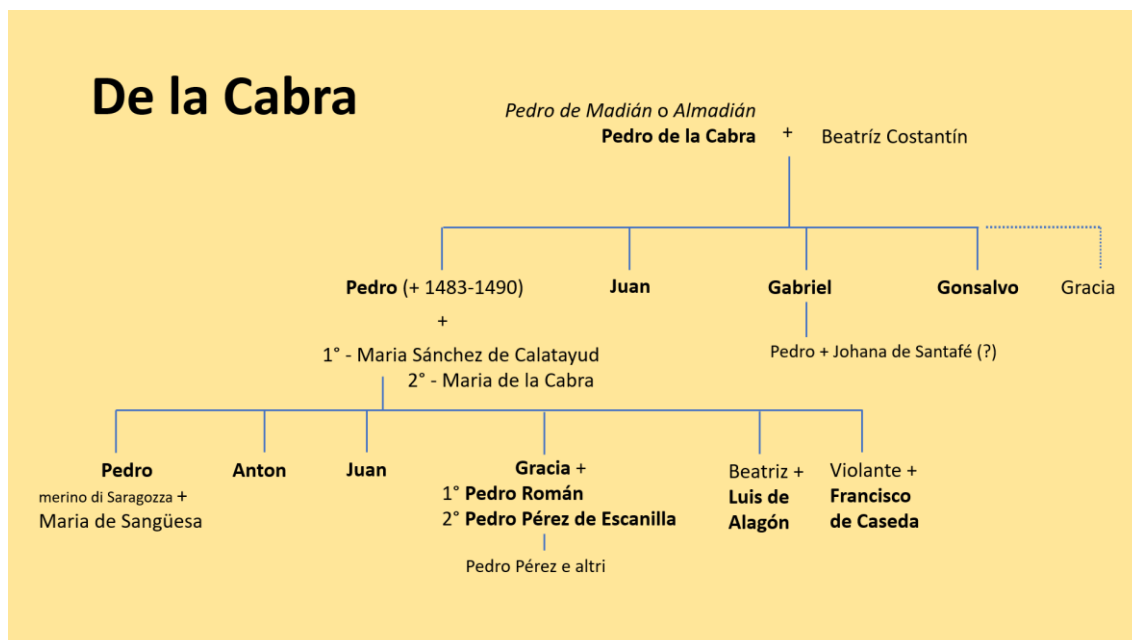 De la Cabra
Pedro de Madián o Almadián
Pedro de la Cabra + Beatríz Costantín
Pedro (+ 1483-1490) Juan Gabriel Gonsalvo Gracia
+
1° - Maria Sánchez de Calatayud
2° - Maria de la Cabra
Pedro + Johana de Santafé (?)
Pedro
merino di Saragozza +
Maria de Sangüesa
Anton
Juan
Gracia +
1° Pedro Román
2° Pedro Pérez de Escanilla
Pedro Pérez e altri
Beatriz +
Luis de
Alagón
Violante +
Francisco
de Caseda